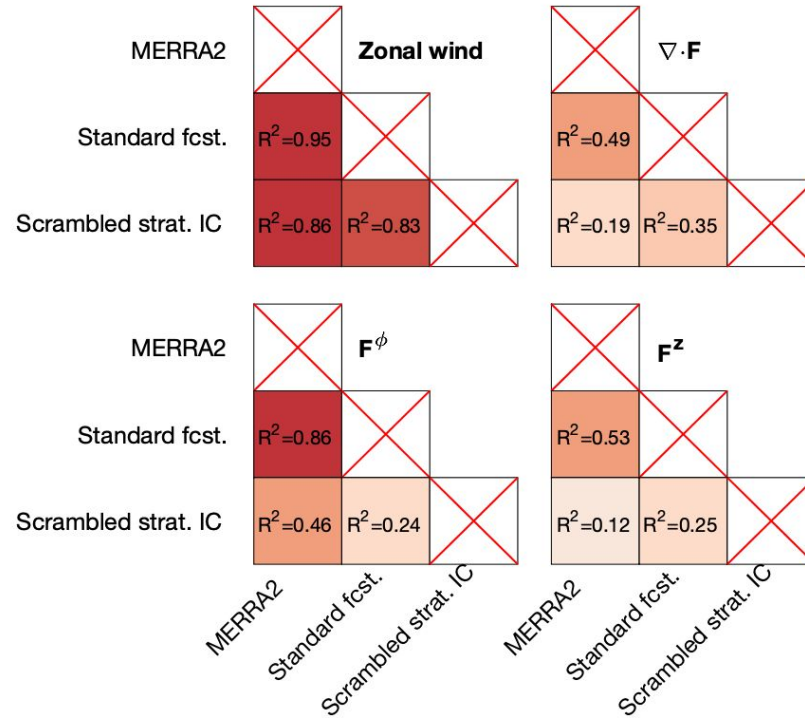 MERRA2
Zonal wind
∇·F
Standard fcst.
R²=0.95
R²=0.49
Scrambled strat. IC
R²=0.86
R²=0.83
R²=0.19
R²=0.35
MERRA2
F^ϕ
F^z
Standard fcst.
R²=0.86
R²=0.53
Scrambled strat. IC
R²=0.46
R²=0.24
R²=0.12
R²=0.25
MERRA2
Standard fcst.
Scrambled strat. IC
MERRA2
Standard fcst.
Scrambled strat. IC